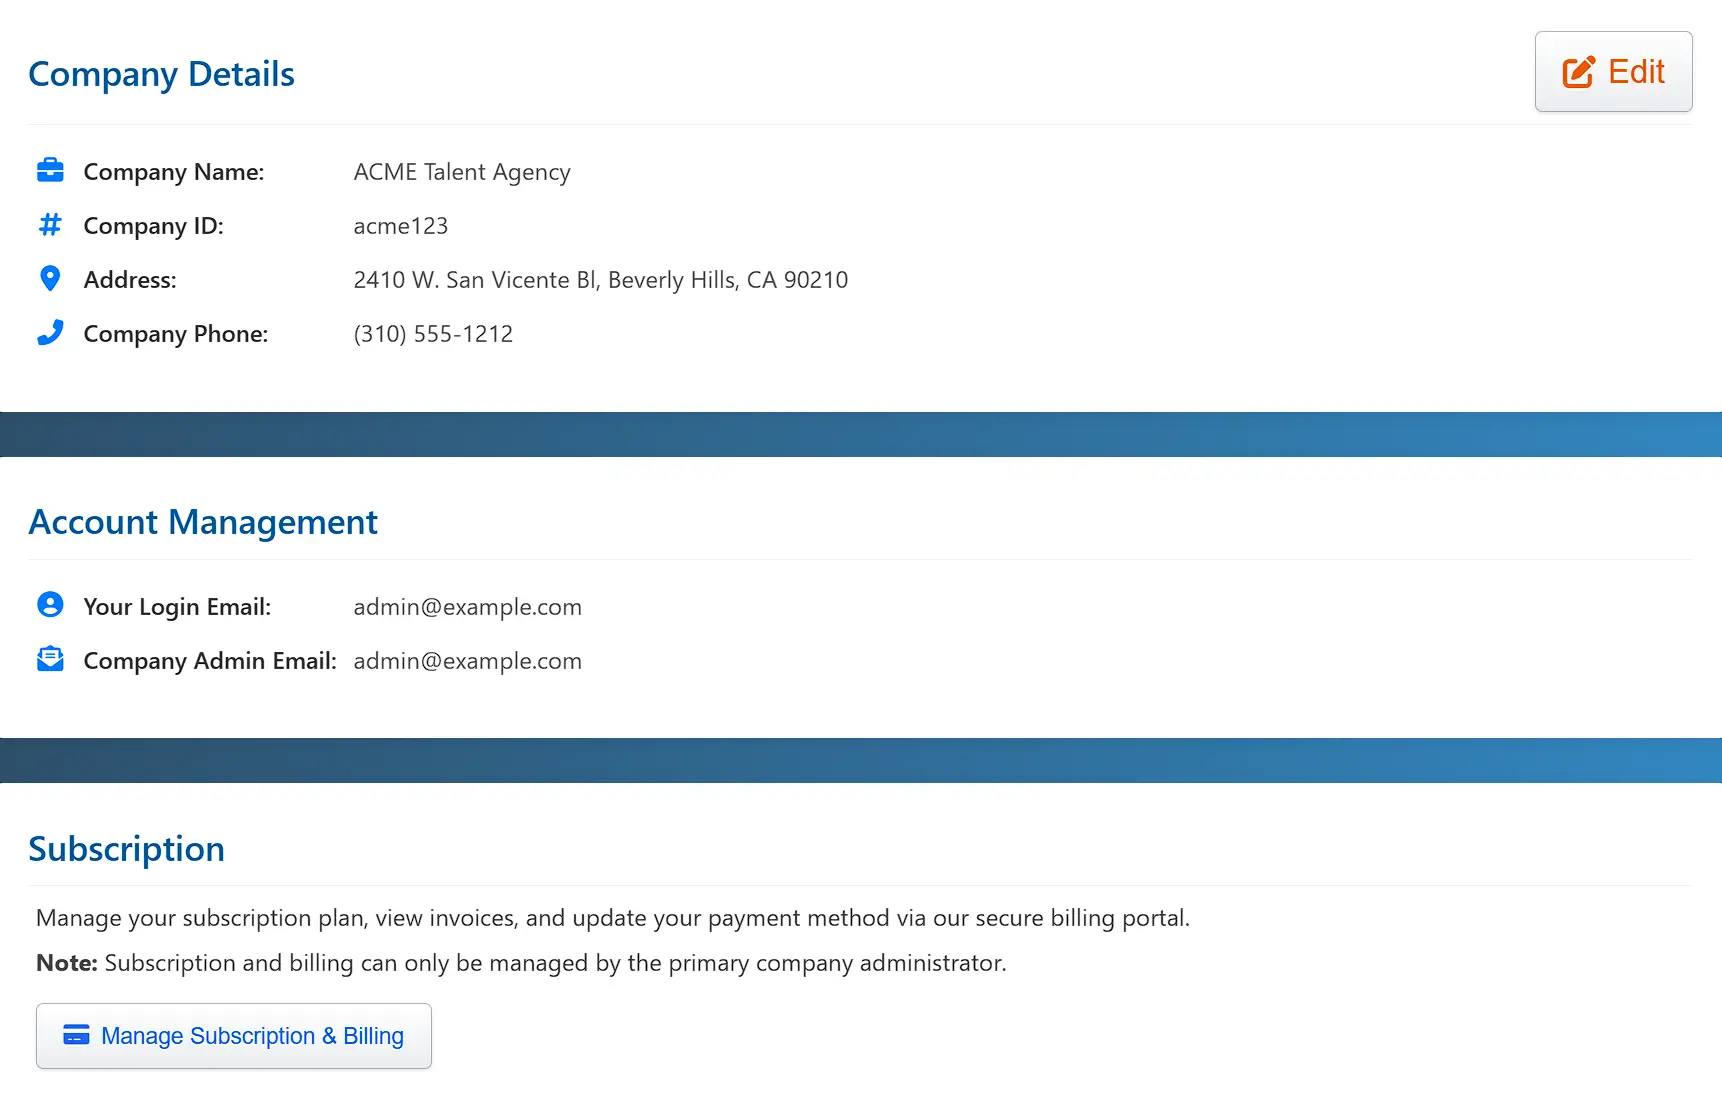 Company Details
Edit
Company Name: ACME Talent Agency
Company ID: acme123
Address: 2410 W. San Vicente Bl, Beverly Hills, CA 90210
Company Phone: (310) 555-1212
Account Management
Your Login Email: admin@example.com
Company Admin Email: admin@example.com
Subscription
Manage your subscription plan, view invoices, and update your payment method via our secure billing portal.
Note: Subscription and billing can only be managed by the primary company administrator.
Manage Subscription & Billing